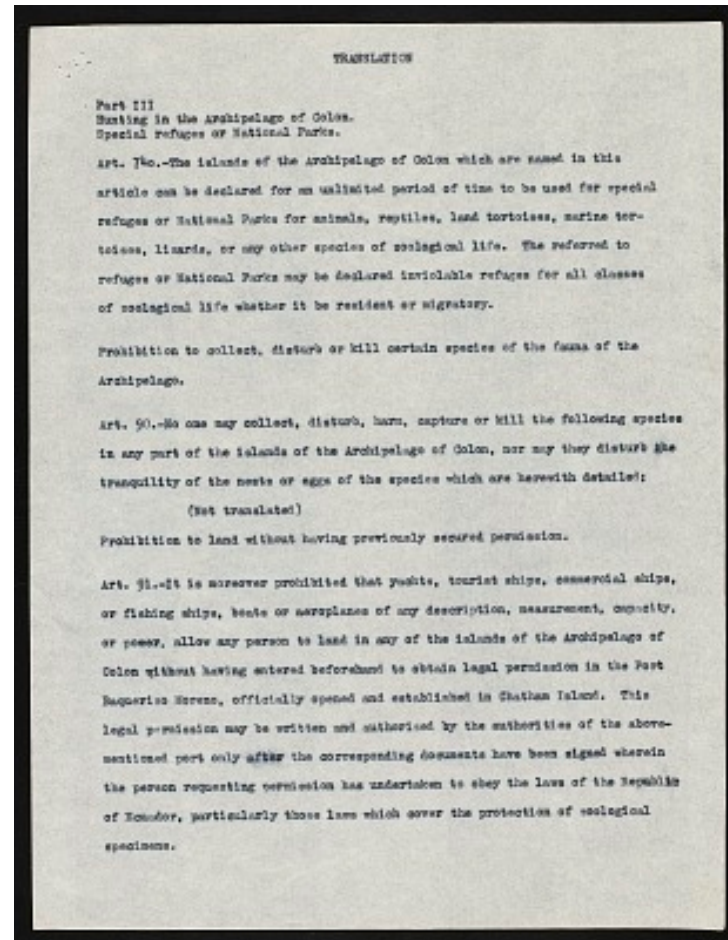 TRANSLATION
Part III
Hunting in the Archipelago of Colon.
Special refuges or National Parks.
Art. 740.-The islands of the Archipelago of Colon which are named in this
article can be declared for an unlimited period of time to be used for special
refuges or National Parks for animals, reptiles, land tortoises, marine tor-
toises, lizards, or any other species of zoological life. The referred to
refuges or National Parks may be declared inviolable refuges for all classes
of zoological life whether it be resident or migratory.
Prohibition to collect, disturb or kill certain species of the fauna of the
Archipelago.
Art. 90.-No one may collect, disturb, harm, capture or kill the following species
in any part of the islands of the Archipelago of Colon, nor may they disturb the
tranquility of the nests or eggs of the species which are herewith detailed:
(Not translated)
Prohibition to land without having previously secured permission.
Art. 91.-It is moreover prohibited that yachts, tourist ships, commercial ships,
or fishing ships, boats or aeroplanes of any description, measurement, capacity,
or power, allow any person to land in any of the islands of the Archipelago of
Colon without having entered beforehand to obtain legal permission in the Port
Baquerizo Moreno, officially opened and established in Chatham Island. This
legal permission may be written and authorized by the authorities of the above-
mentioned port only after the corresponding documents have been signed wherein
the person requesting permission has undertaken to obey the laws of the Republic
of Ecuador, particularly those laws which cover the protection of zoological
specimens.